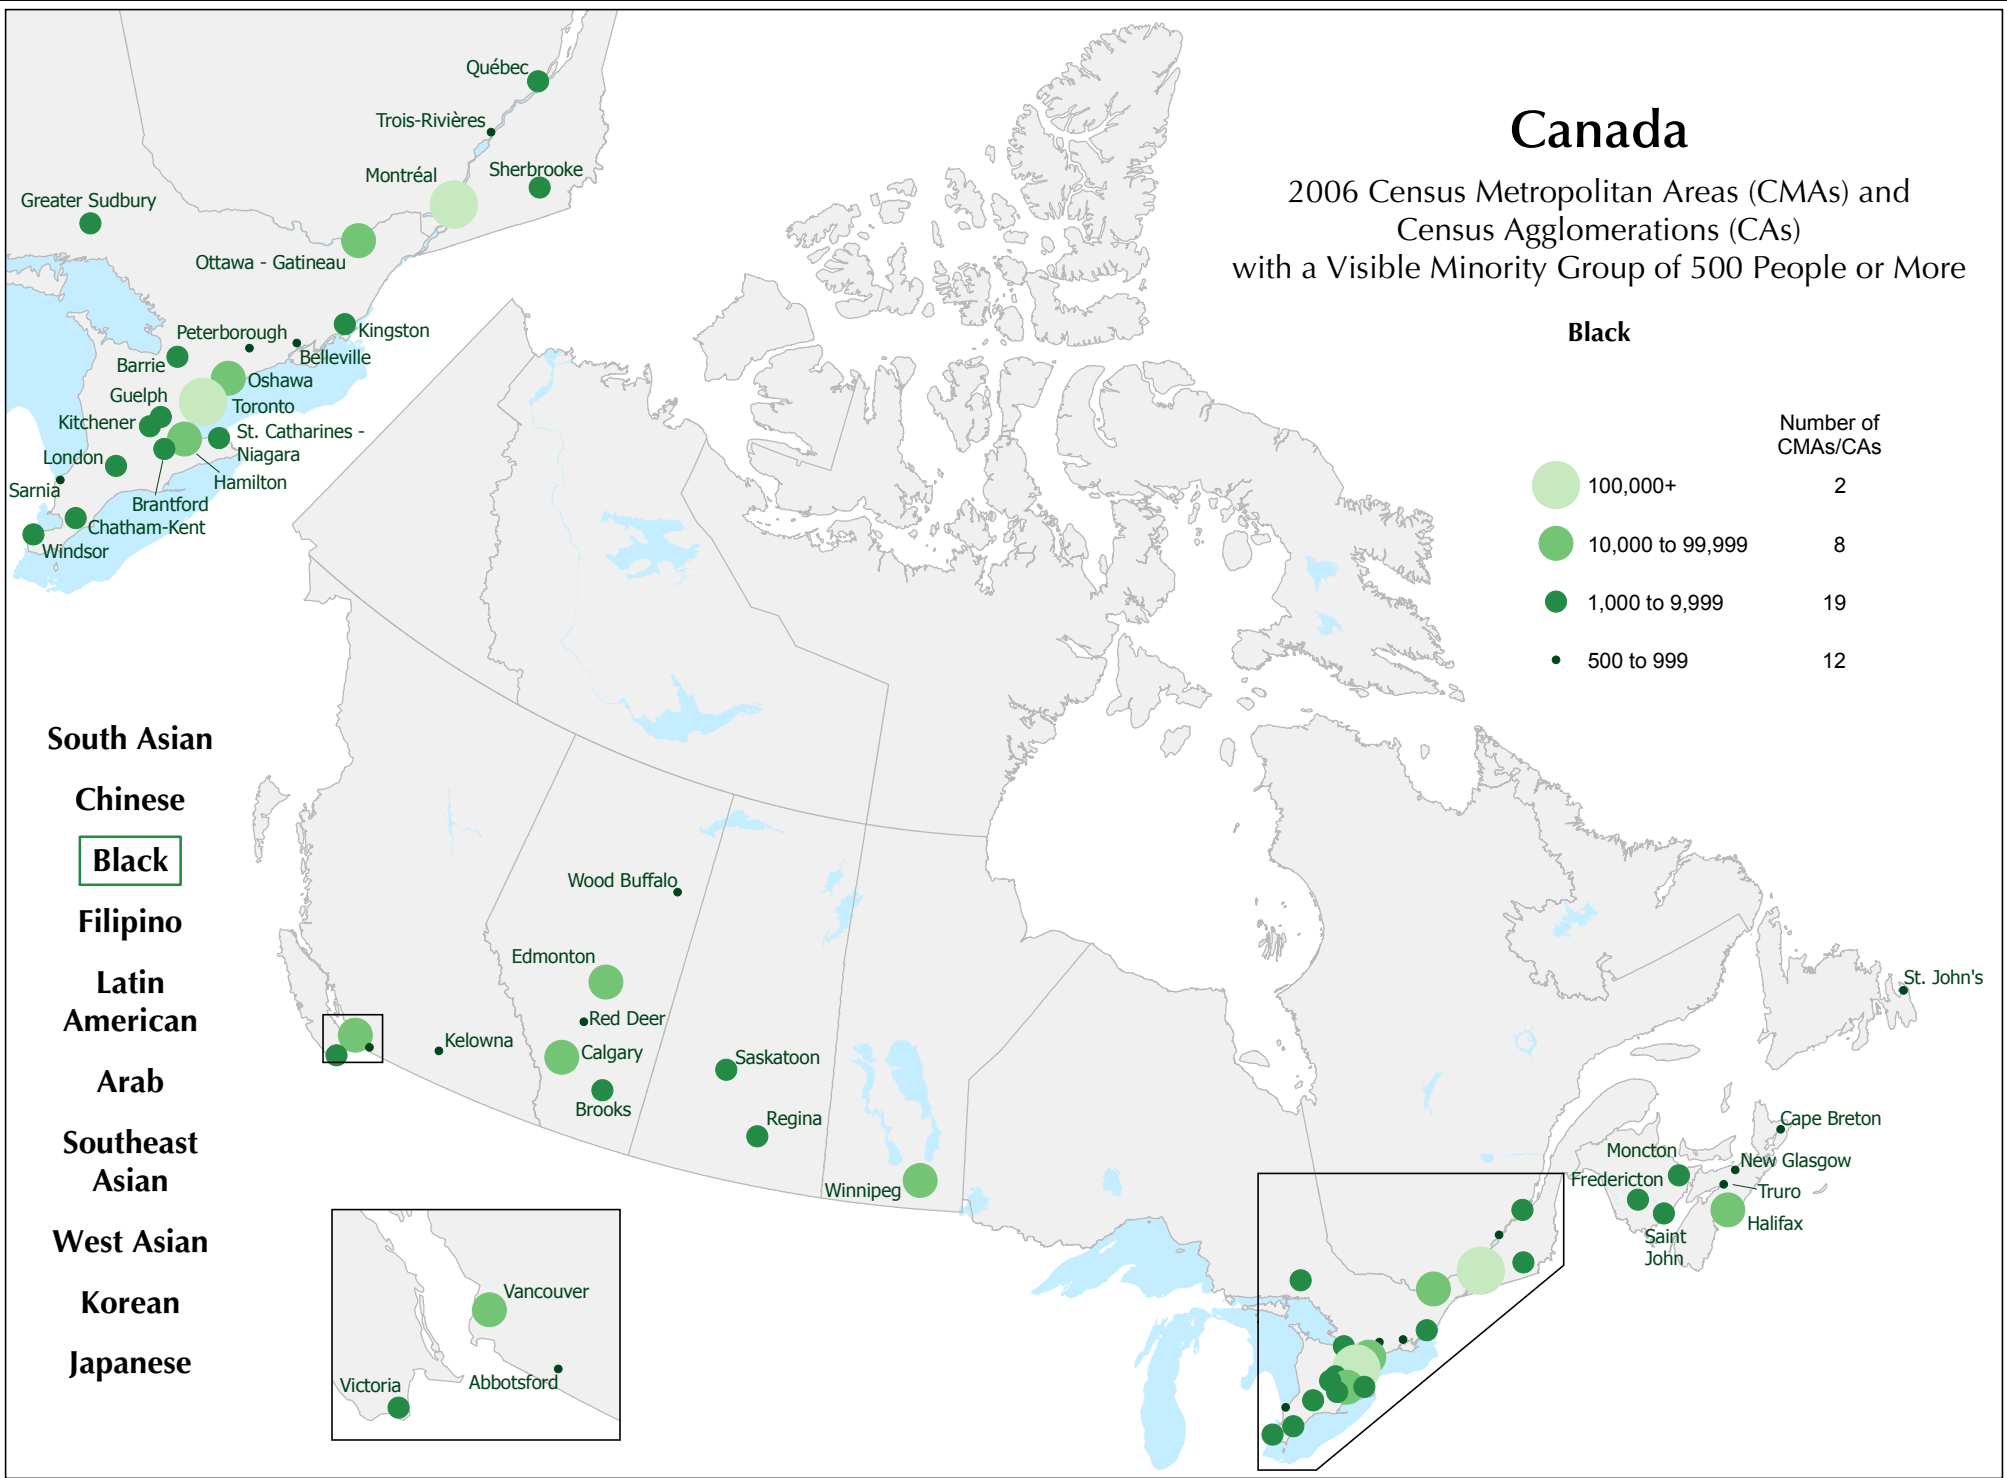 Canada
2006 Census Metropolitan Areas (CMAs) and
Census Agglomerations (CAs)
with a Visible Minority Group of 500 People or More
Black
Number of
CMAs/CAs
100,000+ 2
10,000 to 99,999 8
1,000 to 9,999 19
500 to 999 12
Québec
Trois-Rivières
Montréal
Sherbrooke
Greater Sudbury
Ottawa - Gatineau
Peterborough
Kingston
Belleville
Barrie
Oshawa
Guelph
Toronto
Kitchener
St. Catharines -
Niagara
London
Hamilton
Sarnia
Brantford
Chatham-Kent
Windsor
South Asian
Chinese
Black
Filipino
Latin
American
Arab
Southeast
Asian
West Asian
Korean
Japanese
Wood Buffalo
Edmonton
Red Deer
Kelowna
Calgary
Saskatoon
Brooks
Regina
Winnipeg
Vancouver
Abbotsford
Victoria
St. John's
Cape Breton
Moncton
New Glasgow
Fredericton
Truro
Halifax
Saint
John